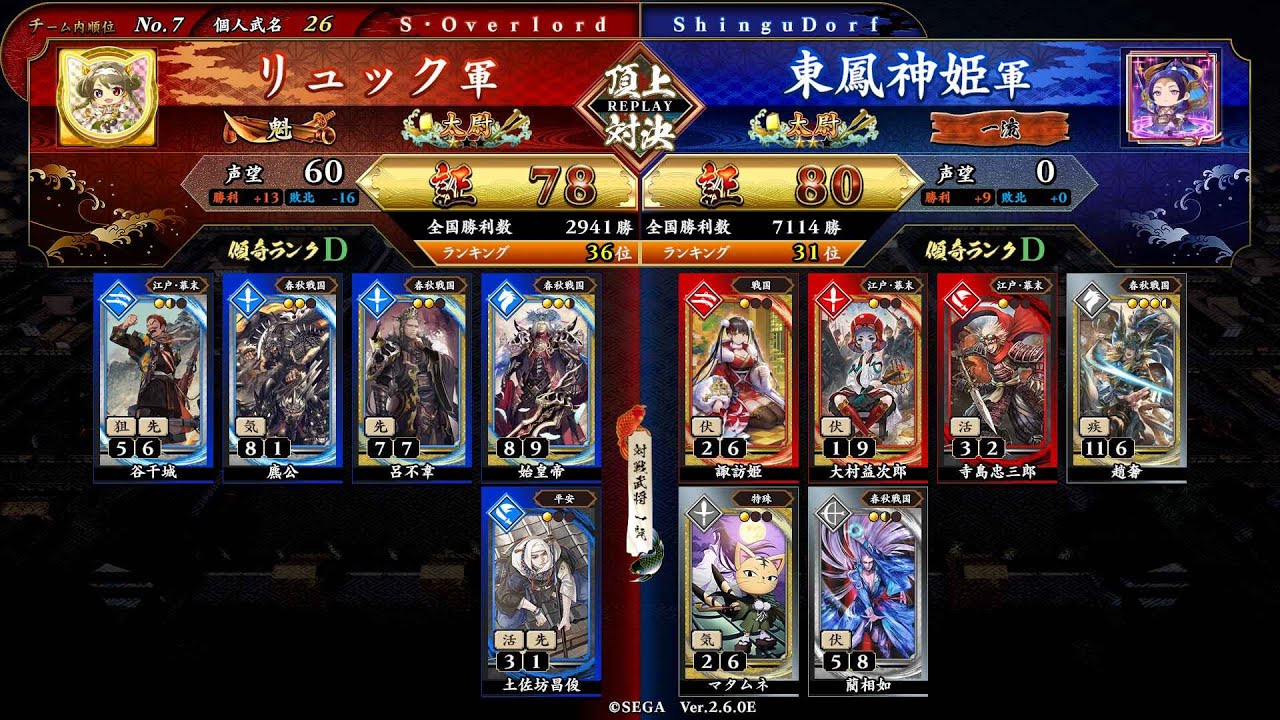 チーム内順位 No.7 個人武名 26 S・Overlord
ShinguDorf
リュック軍
頂上
REPLAY
対決
東鳳神姫軍
魁
太尉
太尉
一流
声望 60
勝利 +13 敗北 -16
証 78
証 80
声望 0
勝利 +9 敗北 +0
全国勝利数 2941勝
全国勝利数 7114勝
傾奇ランクD
ランキング 36位
ランキング 31位
傾奇ランクD
江戸・幕末
狙 先
5 6
谷干城
春秋戦国
気
8 1
廉公
春秋戦国
先
7 7
呂不韋
春秋戦国
8 9
始皇帝
平安
活 先
3 1
土佐坊昌俊
対戦武将一覧
戦国
伏
2 6
諏訪姫
江戸・幕末
伏
1 9
大村益次郎
江戸・幕末
活
3 2
寺島忠三郎
春秋戦国
疾
11 6
趙奢
特殊
気
2 6
マタムネ
春秋戦国
伏
5 8
藺相如
©SEGA Ver.2.6.0E